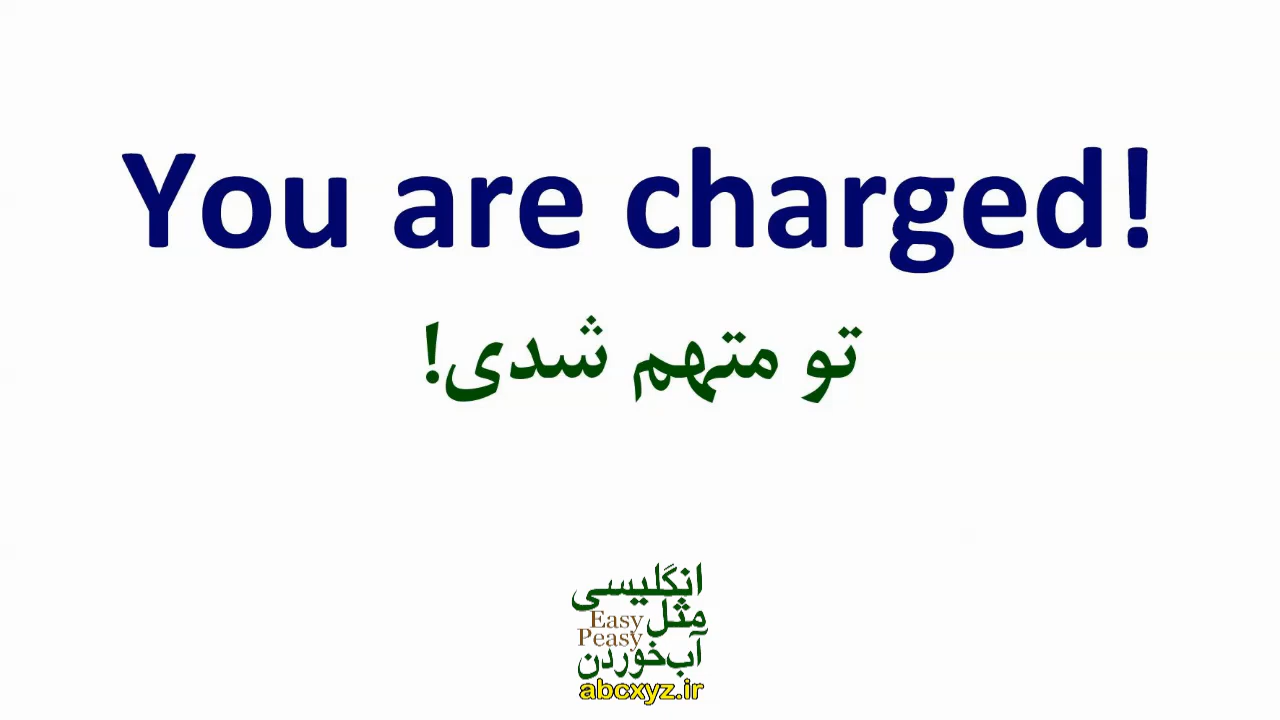 You are charged!
تو متهم شدی!
انگلیسی
مثل Easy
Peasy
آب‌خوردن
abcxyz.ir